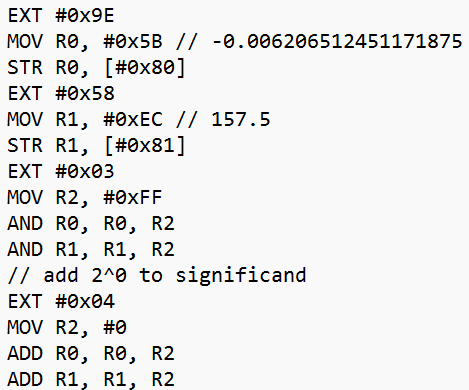 EXT #0x9E
MOV R0, #0x5B // -0.006206512451171875
STR R0, [#0x80]
EXT #0x58
MOV R1, #0xEC // 157.5
STR R1, [#0x81]
EXT #0x03
MOV R2, #0xFF
AND R0, R0, R2
AND R1, R1, R2
// add 2^0 to significand
EXT #0x04
MOV R2, #0
ADD R0, R0, R2
ADD R1, R1, R2